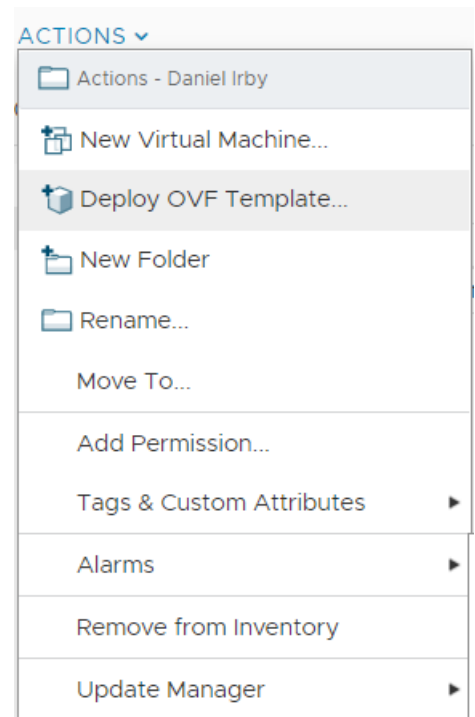 ACTIONS
Actions - Daniel Irby
New Virtual Machine...
Deploy OVF Template...
New Folder
Rename...
Move To...
Add Permission...
Tags & Custom Attributes
Alarms
Remove from Inventory
Update Manager